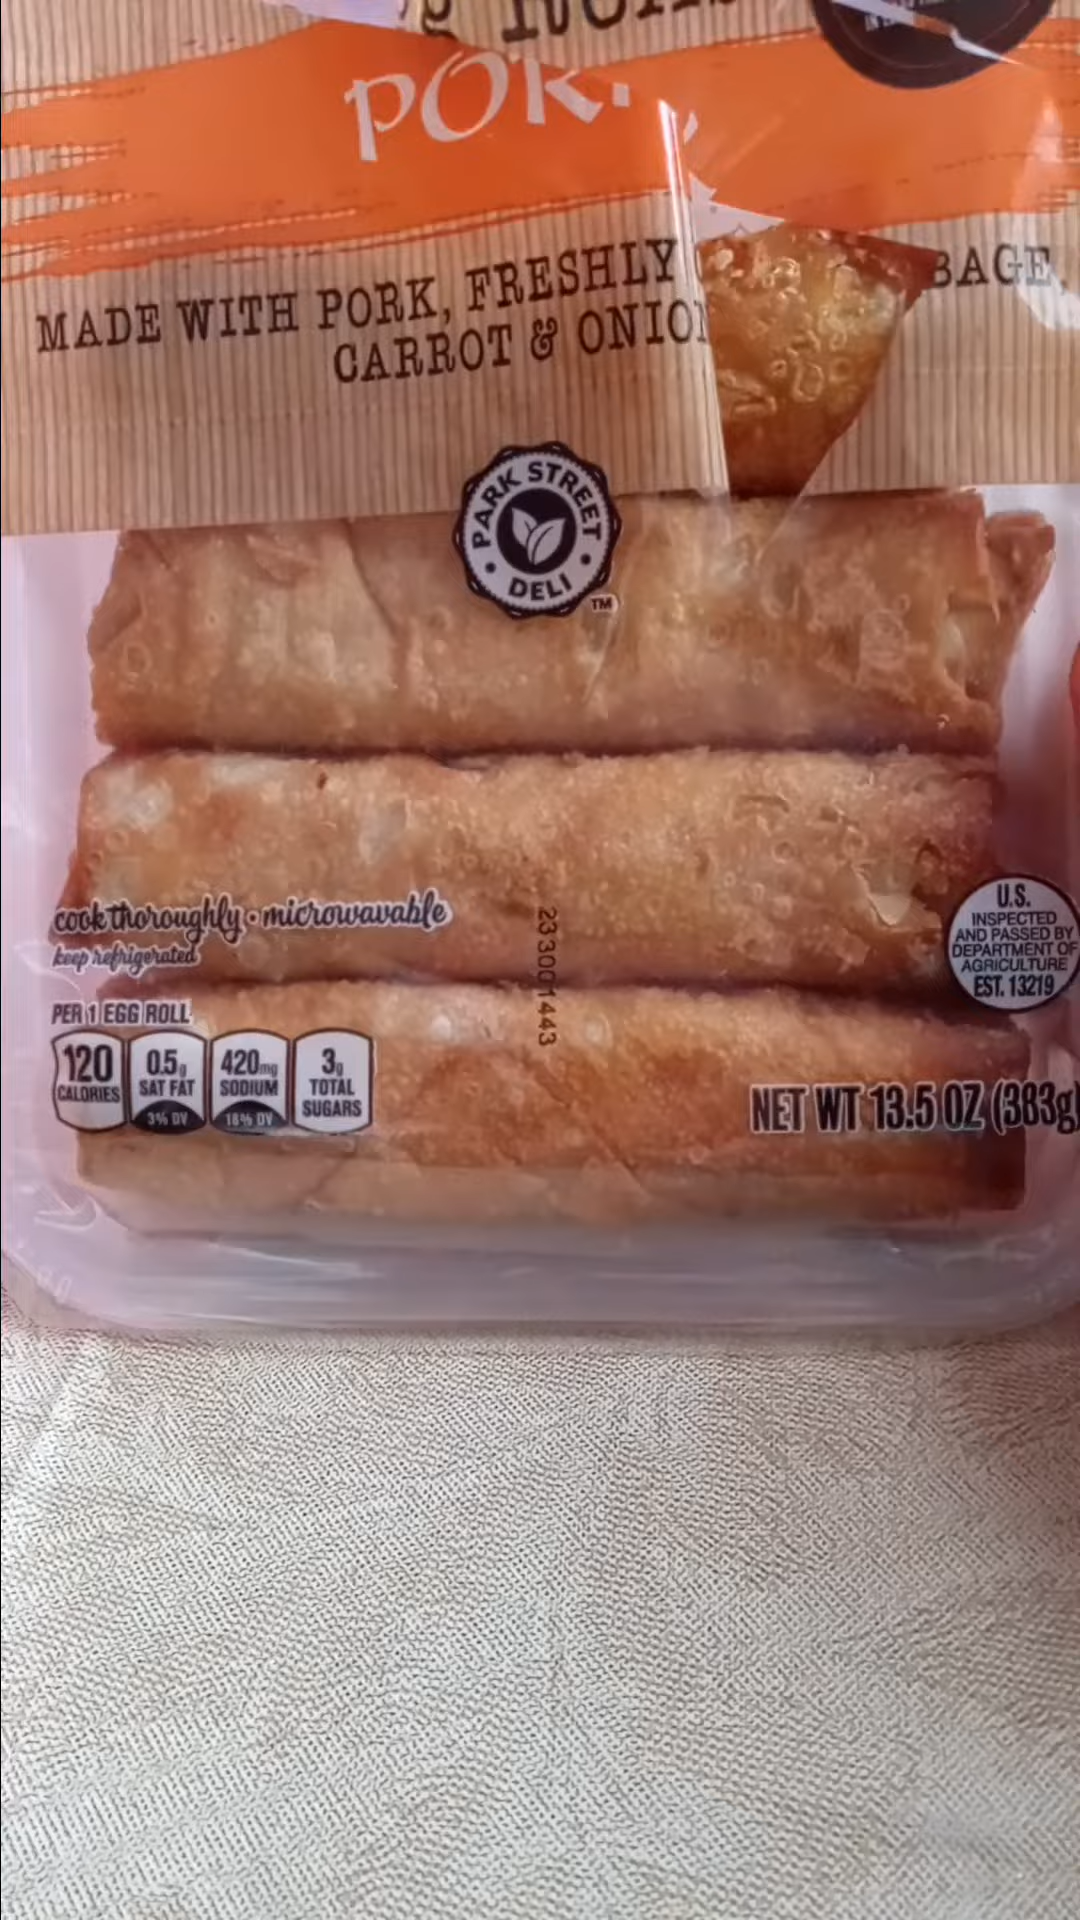 PORK
MADE WITH PORK, FRESHLY BAGE,
CARROT & ONION
PARK STREET
DELI
TM
cook thoroughly • microwavable
keep refrigerated
PER 1 EGG ROLL
120
CALORIES
0.5g
SAT FAT
3% DV
420mg
SODIUM
18% DV
3g
TOTAL
SUGARS
233001443
U.S.
INSPECTED
AND PASSED BY
DEPARTMENT OF
AGRICULTURE
EST. 13219
NET WT 13.5 OZ (383g)